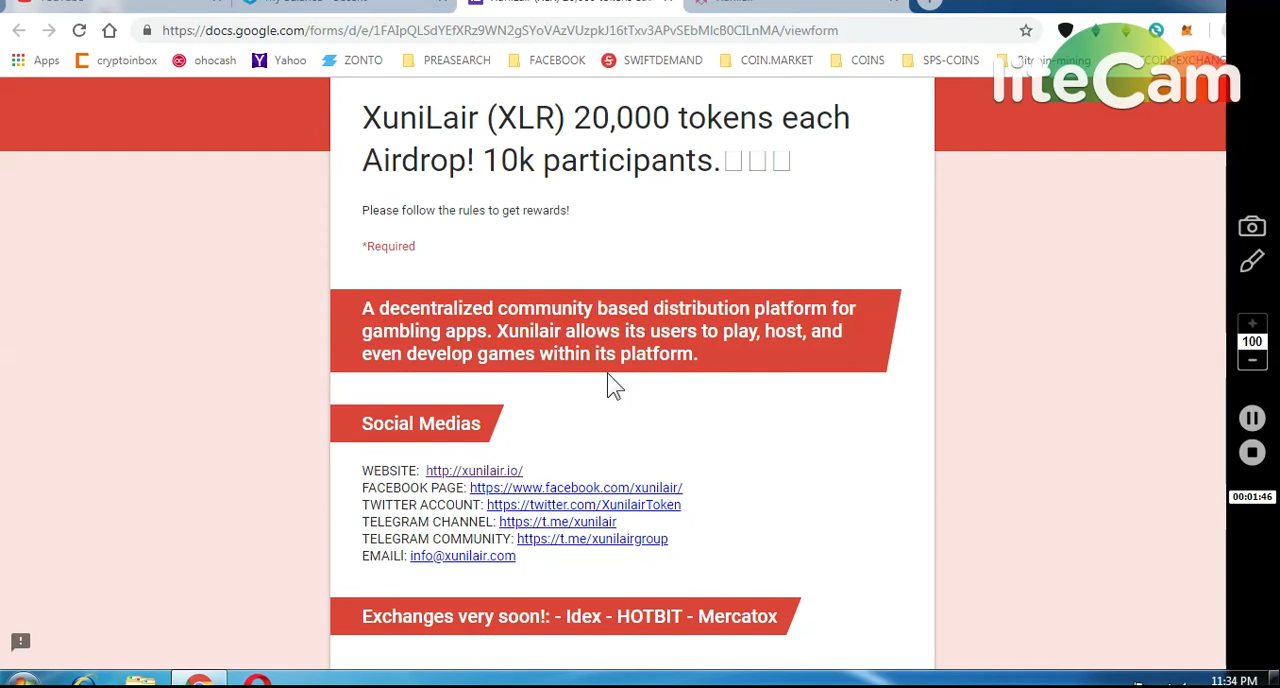 https://docs.google.com/forms/d/e/1FAIpQLSdYEfXRz9WN2gSYoVAzVUzpkJ16tTxv3APvSEbMIcB0CILnMA/viewform
Apps cryptoinbox ohocash Yahoo ZONTO PREASEARCH FACEBOOK SWIFTDEMAND COIN.MARKET COINS SPS-COINS
liteCam
XuniLair (XLR) 20,000 tokens each
Airdrop! 10k participants.
Please follow the rules to get rewards!
*Required
A decentralized community based distribution platform for
gambling apps. Xunilair allows its users to play, host, and
even develop games within its platform.
100
Social Medias
WEBSITE: http://xunilair.io/
FACEBOOK PAGE: https://www.facebook.com/xunilair/
TWITTER ACCOUNT: https://twitter.com/XunilairToken
TELEGRAM CHANNEL: https://t.me/xunilair
TELEGRAM COMMUNITY: https://t.me/xunilairgroup
EMAILl: info@xunilair.com
00:01:46
Exchanges very soon!: - Idex - HOTBIT - Mercatox
11:34 PM